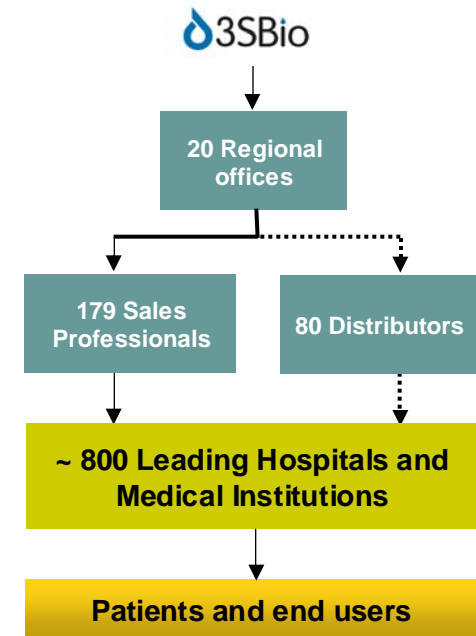 3SBio
20 Regional
offices
179 Sales
Professionals
80 Distributors
~ 800 Leading Hospitals and
Medical Institutions
Patients and end users